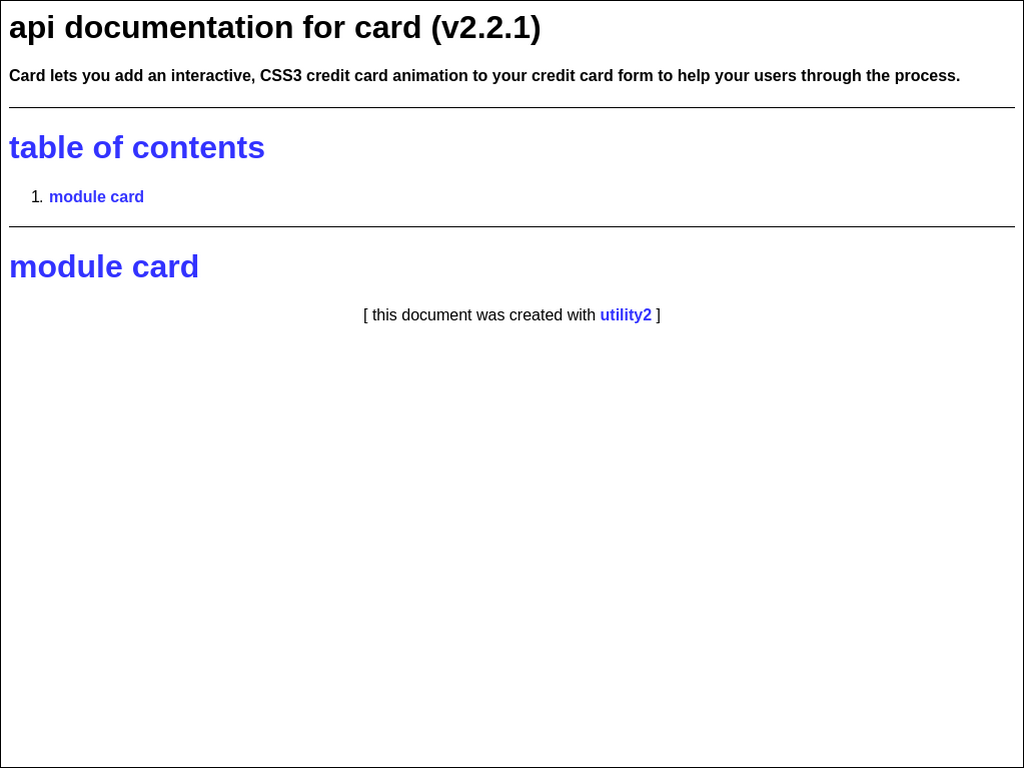 api documentation for card (v2.2.1)
Card lets you add an interactive, CSS3 credit card animation to your credit card form to help your users through the process.
table of contents
1. module card
module card
[ this document was created with utility2 ]